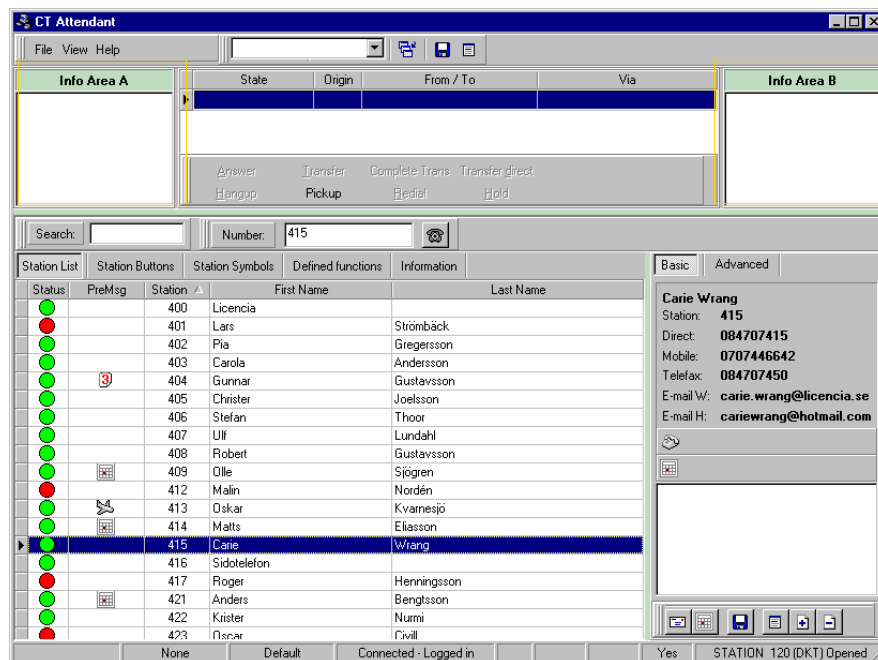 CT Attendant
File View Help
Info Area A
State Origin From / To Via
Info Area B
Answer Transfer Complete Trans Transfer direct
Hangup Pickup Redial Hold
Search: Number: 415
Station List Station Buttons Station Symbols Defined functions Information
Status PreMsg Station First Name Last Name
400 Licencia
401 Lars Strömbäck
402 Pia Gregersson
403 Carola Andersson
3 404 Gunnar Gustavsson
405 Christer Joelsson
406 Stefan Thoor
407 Ulf Lundahl
408 Robert Gustavsson
409 Olle Sjögren
412 Malin Nordén
413 Oskar Kvarnesjö
414 Matts Eliasson
415 Carie Wrang
416 Sidotelefon
417 Roger Henningsson
421 Anders Bengtsson
422 Krister Nurmi
423 Oscar Civill
Basic Advanced
Carie Wrang
Station: 415
Direct: 084707415
Mobile: 0707446642
Telefax: 084707450
E-mail W: carie.wrang@licencia.se
E-mail H: cariewrang@hotmail.com
None Default Connected - Logged in Yes STATION 120 (DKT) Opened